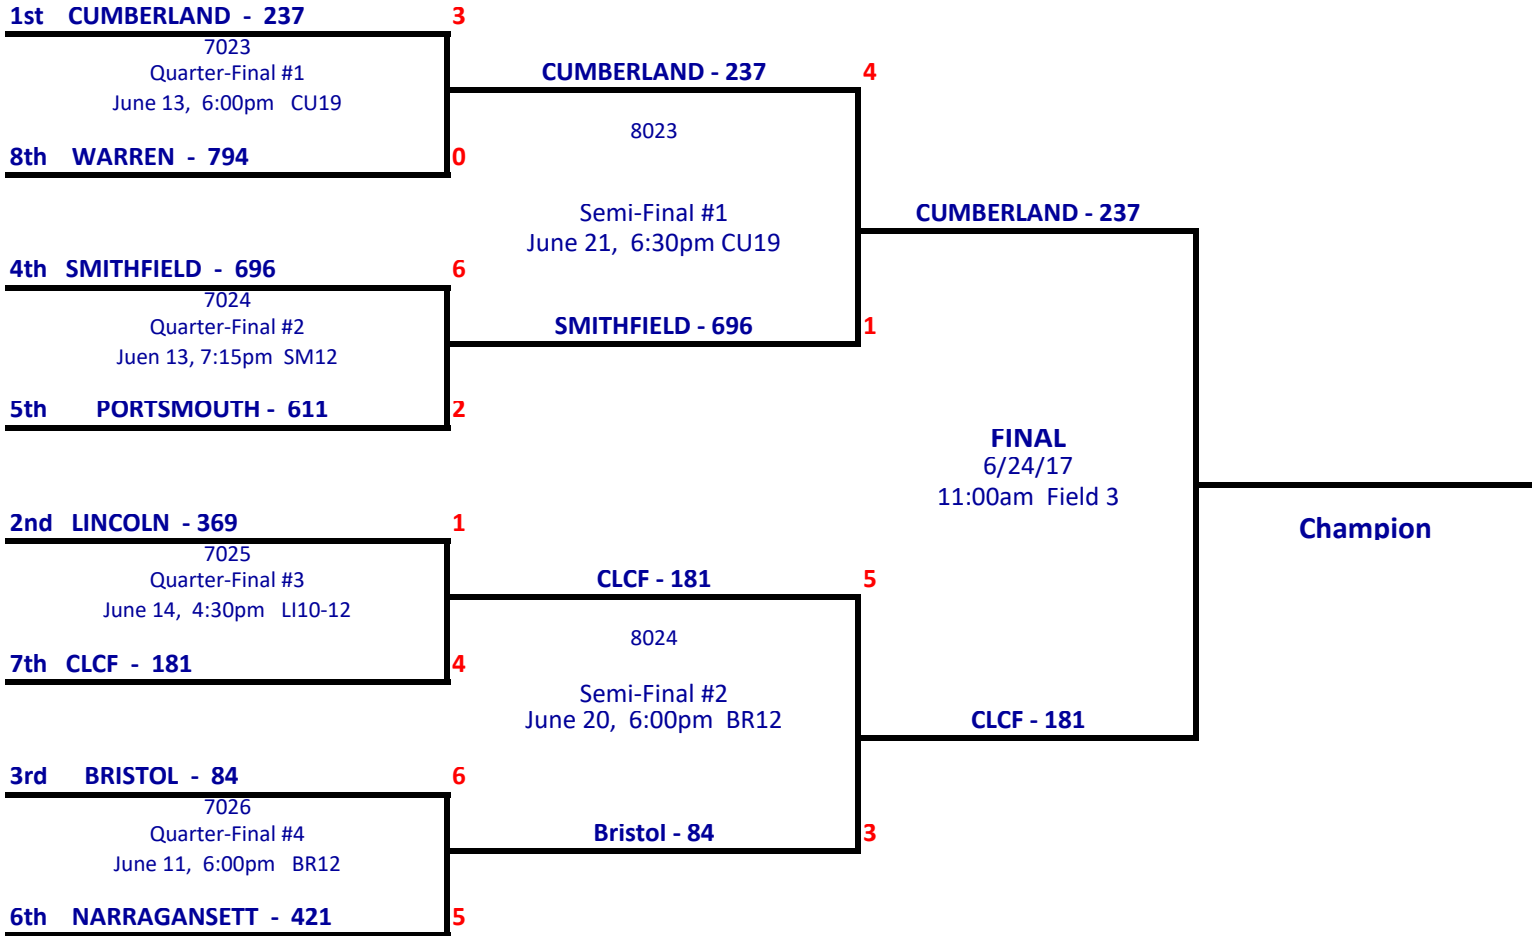 1st CUMBERLAND - 237 3
7023
Quarter-Final #1
June 13, 6:00pm CU19
8th WARREN - 794 0
4th SMITHFIELD - 696 6
7024
Quarter-Final #2
Juen 13, 7:15pm SM12
5th PORTSMOUTH - 611 2
2nd LINCOLN - 369 1
7025
Quarter-Final #3
June 14, 4:30pm LI10-12
7th CLCF - 181 4
3rd BRISTOL - 84 6
7026
Quarter-Final #4
June 11, 6:00pm BR12
6th NARRAGANSETT - 421 5
CUMBERLAND - 237 4
8023
Semi-Final #1
June 21, 6:30pm CU19
SMITHFIELD - 696 1
CLCF - 181 5
8024
Semi-Final #2
June 20, 6:00pm BR12
Bristol - 84 3
CUMBERLAND - 237
FINAL
6/24/17
11:00am Field 3
CLCF - 181
Champion